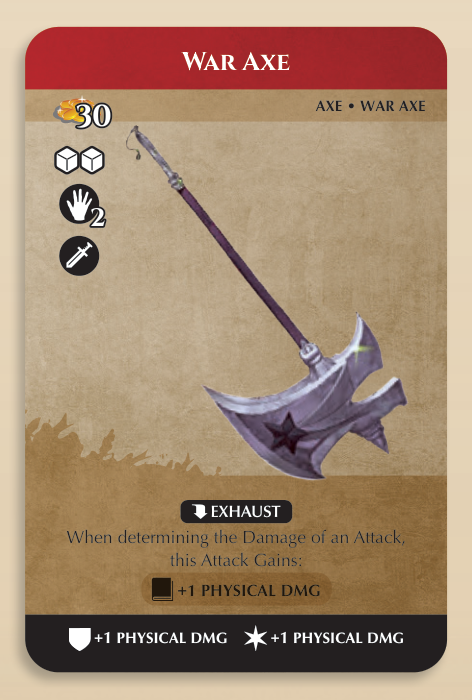 WAR AXE
30
AXE • WAR AXE
2
EXHAUST
When determining the Damage of an Attack,
this Attack Gains:
+1 PHYSICAL DMG
+1 PHYSICAL DMG +1 PHYSICAL DMG